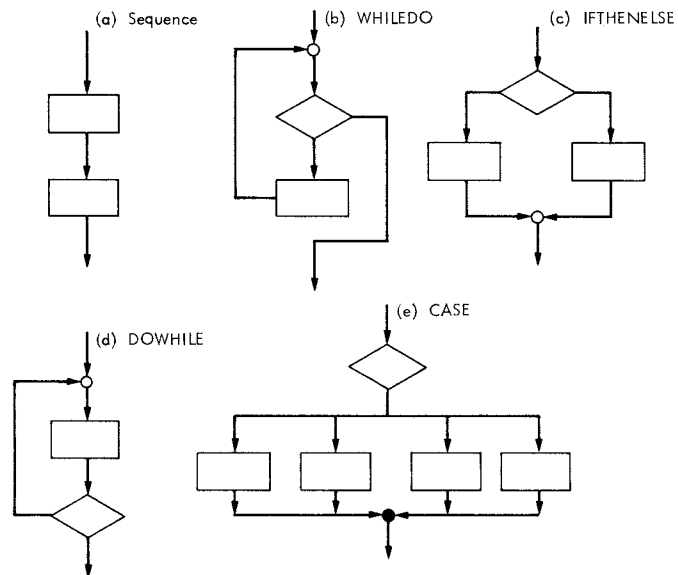 (a) Sequence
(b) WHILEDO
(c) IFTHENELSE
(d) DOWHILE
(e) CASE